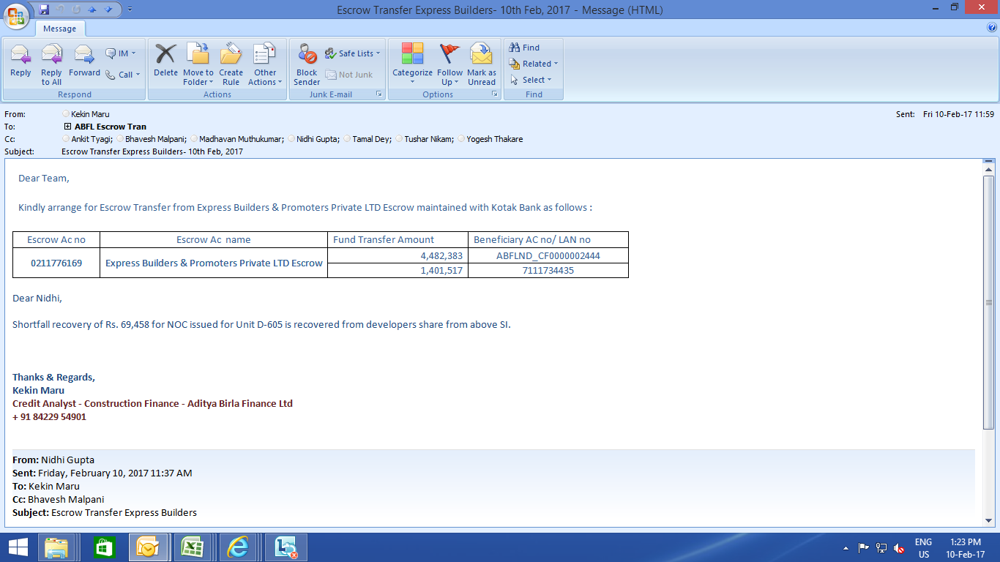 Escrow Transfer Express Builders- 10th Feb, 2017 - Message (HTML)
Message
Reply
Reply to All
Forward
IM
Call
Respond
Delete
Move to Folder
Create Rule
Other Actions
Actions
Block Sender
Safe Lists
Not Junk
Junk E-mail
Categorize
Follow Up
Mark as Unread
Options
Find
Related
Select
Find
From: Kekin Maru
Sent: Fri 10-Feb-17 11:59
To: ABFL Escrow Tran
Cc: Ankit Tyagi; Bhavesh Malpani; Madhavan Muthukumar; Nidhi Gupta; Tamal Dey; Tushar Nikam; Yogesh Thakare
Subject: Escrow Transfer Express Builders- 10th Feb, 2017
Dear Team,
Kindly arrange for Escrow Transfer from Express Builders & Promoters Private LTD Escrow maintained with Kotak Bank as follows :
Escrow Ac no Escrow Ac name Fund Transfer Amount Beneficiary AC no/ LAN no
0211776169 Express Builders & Promoters Private LTD Escrow 4,482,383 ABFLND_CF0000002444
1,401,517 7111734435
Dear Nidhi,
Shortfall recovery of Rs. 69,458 for NOC issued for Unit D-605 is recovered from developers share from above SI.
Thanks & Regards,
Kekin Maru
Credit Analyst - Construction Finance - Aditya Birla Finance Ltd
+ 91 84229 54901
From: Nidhi Gupta
Sent: Friday, February 10, 2017 11:37 AM
To: Kekin Maru
Cc: Bhavesh Malpani
Subject: Escrow Transfer Express Builders
ENG 1:23 PM
US 10-Feb-17